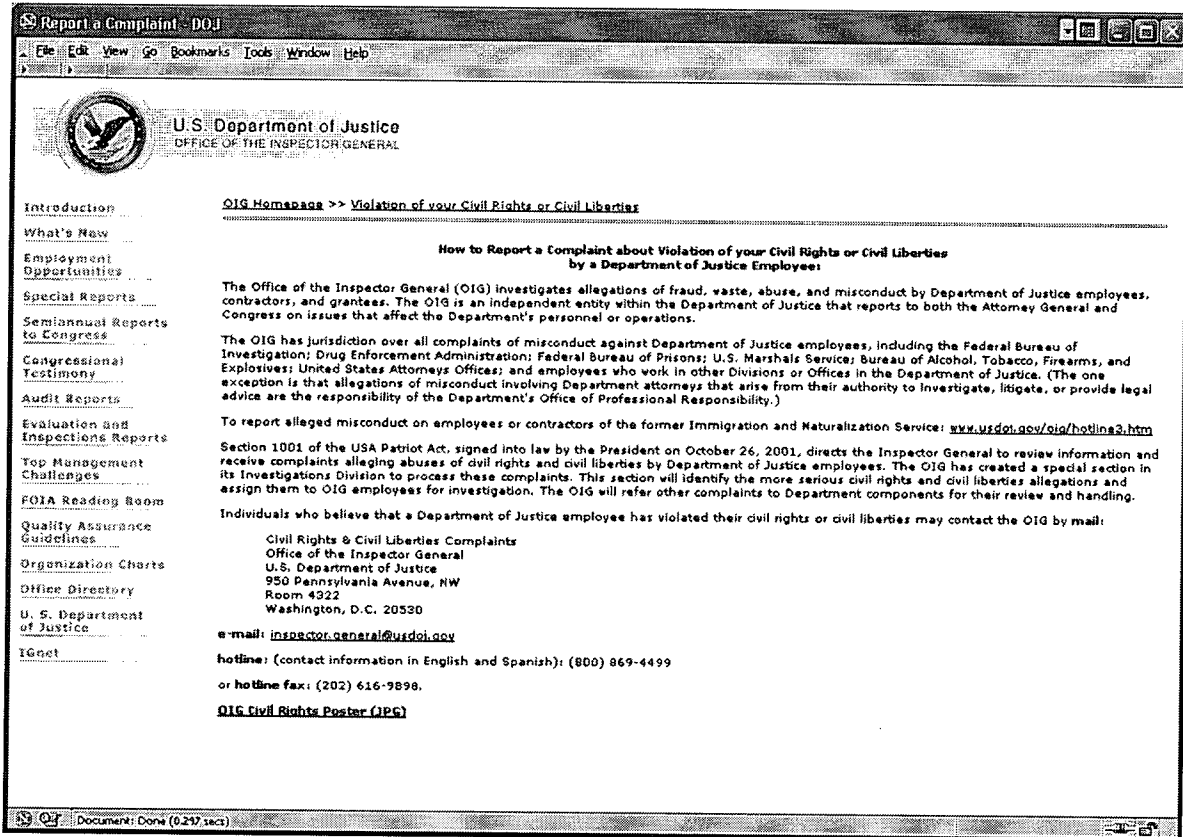 Report a Complaint - DOJ
File Edit View Go Bookmarks Tools Window Help
U.S. Department of Justice
OFFICE OF THE INSPECTOR GENERAL
Introduction
What's New
Employment
Opportunities
Special Reports
Semiannual Reports
to Congress
Congressional
Testimony
Audit Reports
Evaluation and
Inspections Reports
Top Management
Challenges
FOIA Reading Room
Quality Assurance
Guidelines
Organization Charts
Office Directory
U. S. Department
of Justice
IGnet
OIG Homepage >> Violation of your Civil Rights or Civil Liberties
How to Report a Complaint about Violation of your Civil Rights or Civil Liberties
by a Department of Justice Employee:
The Office of the Inspector General (OIG) investigates allegations of fraud, waste, abuse, and misconduct by Department of Justice employees,
contractors, and grantees. The OIG is an independent entity within the Department of Justice that reports to both the Attorney General and
Congress on issues that affect the Department's personnel or operations.
The OIG has jurisdiction over all complaints of misconduct against Department of Justice employees, including the Federal Bureau of
Investigation; Drug Enforcement Administration; Federal Bureau of Prisons; U.S. Marshals Service; Bureau of Alcohol, Tobacco, Firearms, and
Explosives; United States Attorneys Offices; and employees who work in other Divisions or Offices in the Department of Justice. (The one
exception is that allegations of misconduct involving Department attorneys that arise from their authority to investigate, litigate, or provide legal
advice are the responsibility of the Department's Office of Professional Responsibility.)
To report alleged misconduct on employees or contractors of the former Immigration and Naturalization Service: www.usdoj.gov/oig/hotline3.htm
Section 1001 of the USA Patriot Act, signed into law by the President on October 26, 2001, directs the Inspector General to review information and
receive complaints alleging abuses of civil rights and civil liberties by Department of Justice employees. The OIG has created a special section in
its Investigations Division to process these complaints. This section will identify the more serious civil rights and civil liberties allegations and
assign them to OIG employees for investigation. The OIG will refer other complaints to Department components for their review and handling.
Individuals who believe that a Department of Justice employee has violated their civil rights or civil liberties may contact the OIG by mail:
Civil Rights & Civil Liberties Complaints
Office of the Inspector General
U.S. Department of Justice
950 Pennsylvania Avenue, NW
Room 4322
Washington, D.C. 20530
e-mail: inspector.general@usdoj.gov
hotline: (contact information in English and Spanish): (800) 869-4499
or hotline fax: (202) 616-9898.
OIG Civil Rights Poster (JPG)
Document: Done (0.297 secs)